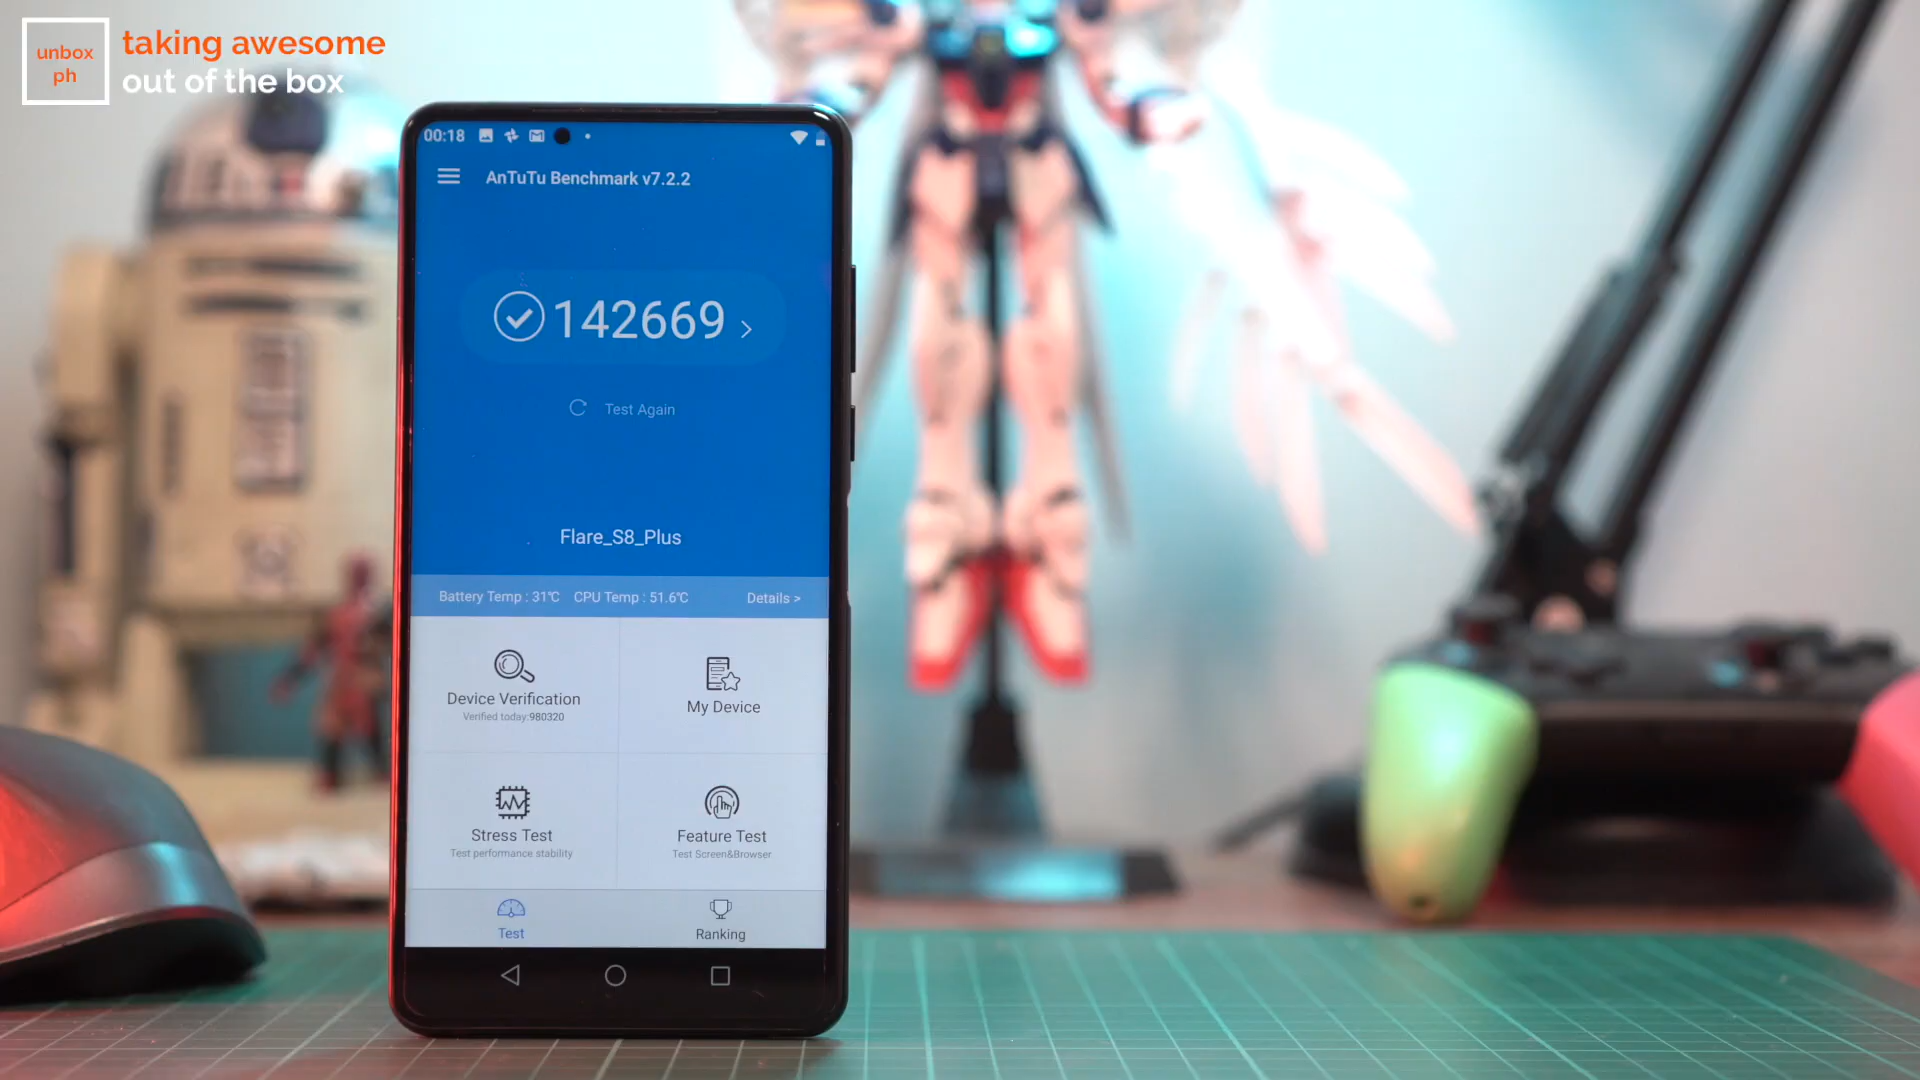 unbox
ph
taking awesome
out of the box
00:18
AnTuTu Benchmark v7.2.2
142669
Test Again
Flare_S8_Plus
Battery Temp : 31℃ CPU Temp : 51.6℃ Details >
Device Verification
Verified today:980320
My Device
Stress Test
Test performance stability
Feature Test
Test Screen&Browser
Test
Ranking